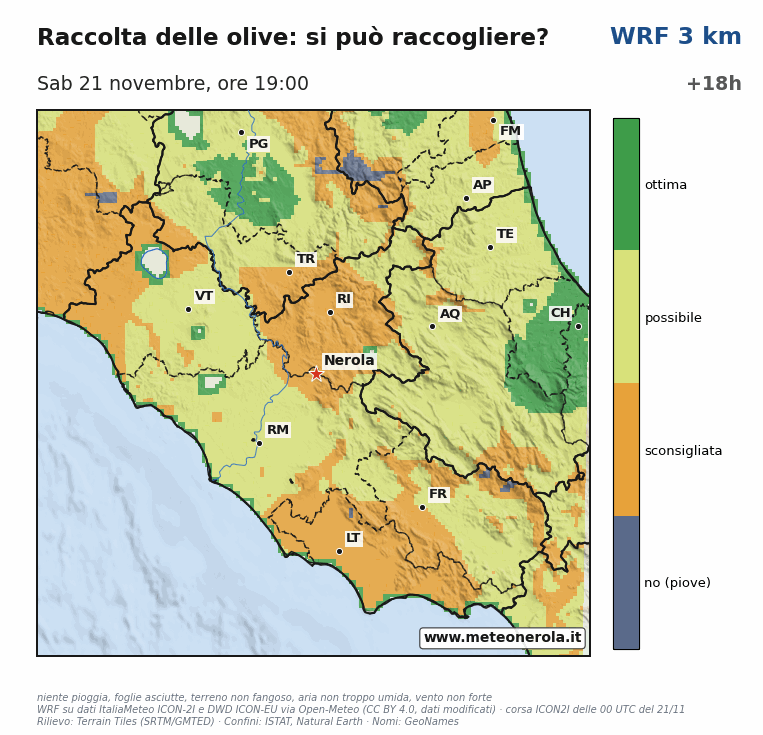 Raccolta delle olive: si può raccogliere?
WRF 3 km
Sab 21 novembre, ore 19:00
+18h
FM
PG
AP
TE
TR
VT
RI
AQ
CH
Nerola
RM
FR
LT
www.meteonerola.it
ottima
possibile
sconsigliata
no (piove)
niente pioggia, foglie asciutte, terreno non fangoso, aria non troppo umida, vento non forte
WRF su dati ItaliaMeteo ICON-2I e DWD ICON-EU via Open-Meteo (CC BY 4.0, dati modificati) · corsa ICON2I delle 00 UTC del 21/11
Rilievo: Terrain Tiles (SRTM/GMTED) · Confini: ISTAT, Natural Earth · Nomi: GeoNames